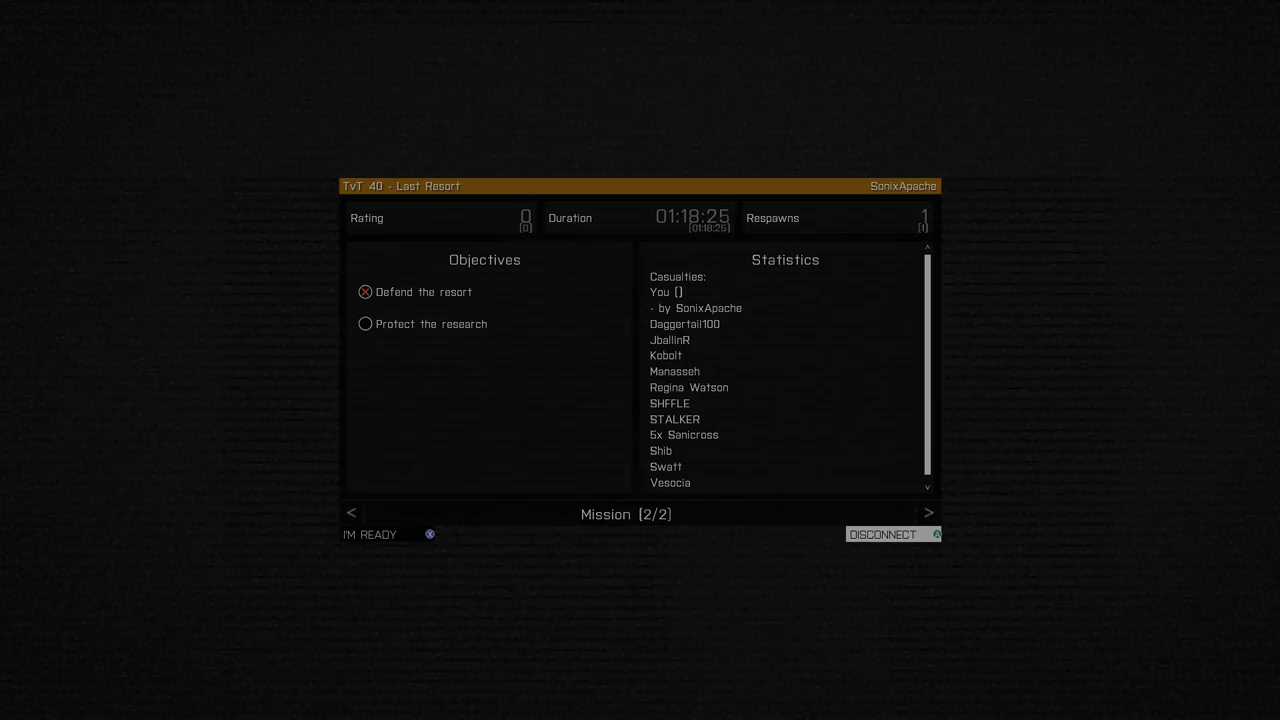 TvT 40 - Last Resort SonixApache
Rating 0 (0) Duration 01:18:25 (01:18:25) Respawns 1 (1)
Objectives
Defend the resort
Protect the research
Statistics
Casualties:
You ()
- by SonixApache
Daggertail100
JballinR
Kobolt
Manasseh
Regina Watson
SHFFLE
STALKER
5x Sanicross
Shib
Swatt
Vesocia
< Mission (2/2) >
I'M READY X DISCONNECT A